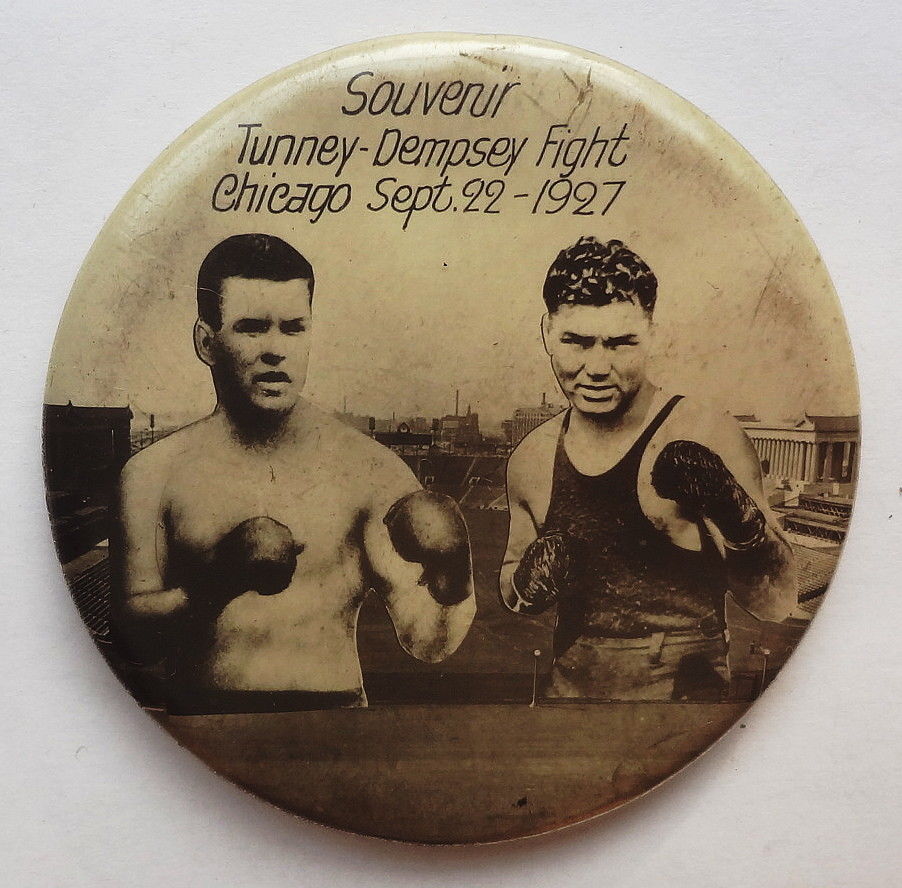 Souvenir
Tunney-Dempsey Fight
Chicago Sept.22-1927